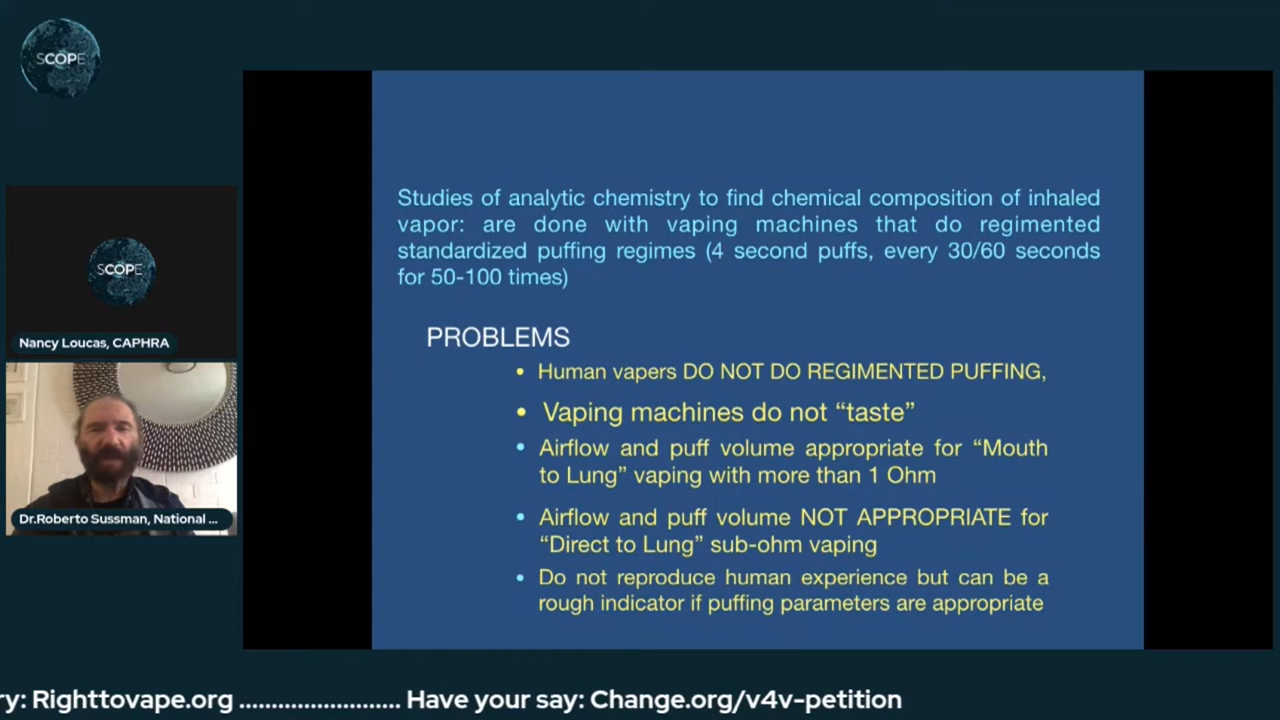 SCOPE
Studies of analytic chemistry to find chemical composition of inhaled
vapor: are done with vaping machines that do regimented
standardized puffing regimes (4 second puffs, every 30/60 seconds
for 50-100 times)
PROBLEMS
• Human vapers DO NOT DO REGIMENTED PUFFING,
• Vaping machines do not “taste”
• Airflow and puff volume appropriate for “Mouth
to Lung” vaping with more than 1 Ohm
• Airflow and puff volume NOT APPROPRIATE for
“Direct to Lung” sub-ohm vaping
• Do not reproduce human experience but can be a
rough indicator if puffing parameters are appropriate
SCOPE
Nancy Loucas, CAPHRA
Dr.Roberto Sussman, National ...
ry: Righttovape.org ........................ Have your say: Change.org/v4v-petition